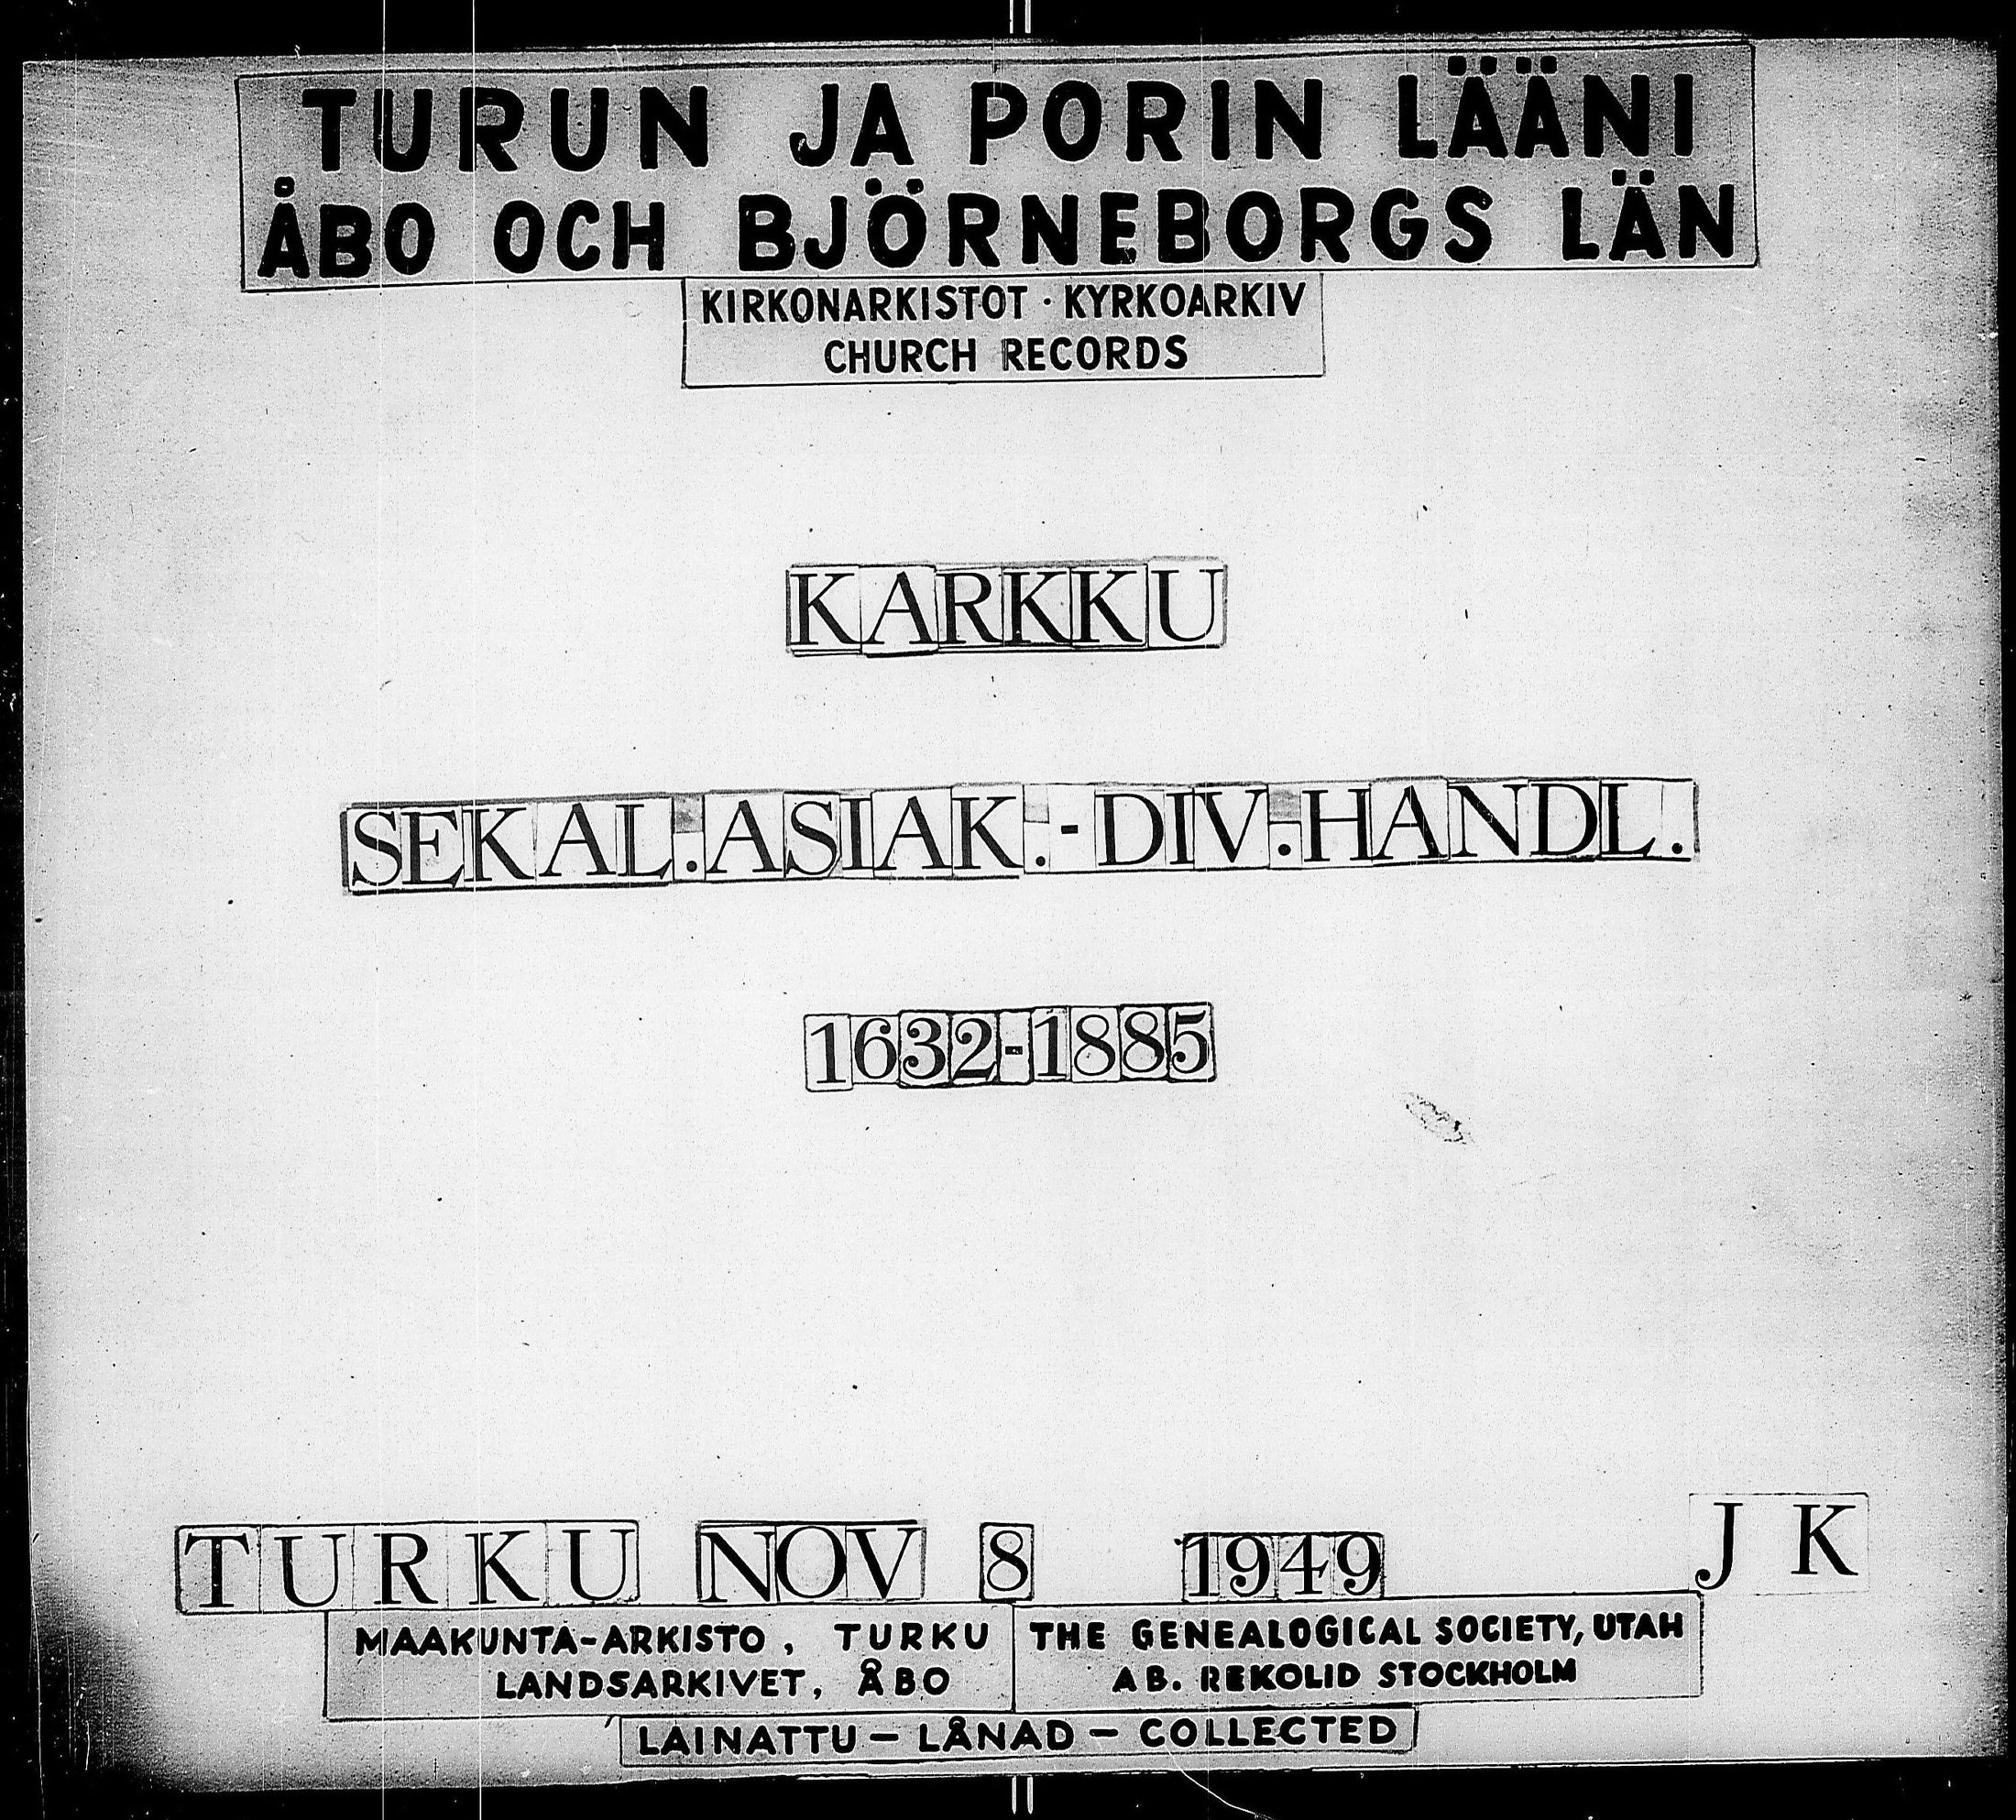 TURUN JA PORIN LÄÄNI
ÅBO OCH BJÖRNEBORGS LÄN
KIRKONARKISTOT · KYRKOARKIV
CHURCH RECORDS
KARKKU
SEKAL.ASIAK.-DIV.HANDL.
1632-1885
TURKU NOV 8 1949 J K
MAAKUNTA-ARKISTO, TURKU
LANDSARKIVET, ÅBO
THE GENEALOGICAL SOCIETY, UTAH
AB. REKOLID STOCKHOLM
LAINATTU – LÅNAD – COLLECTED